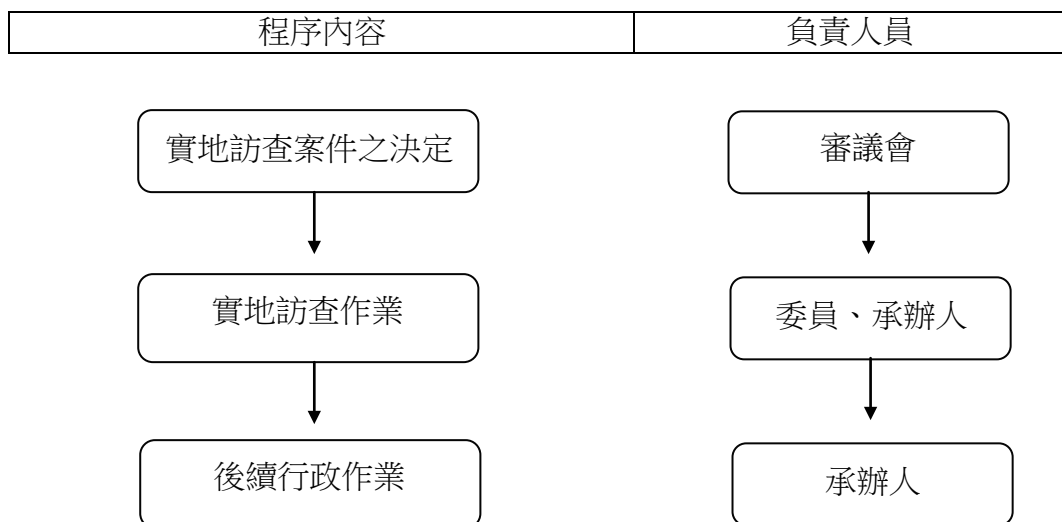 程序內容 負責人員
實地訪查案件之決定 審議會
實地訪查作業 委員、承辦人
後續行政作業 承辦人